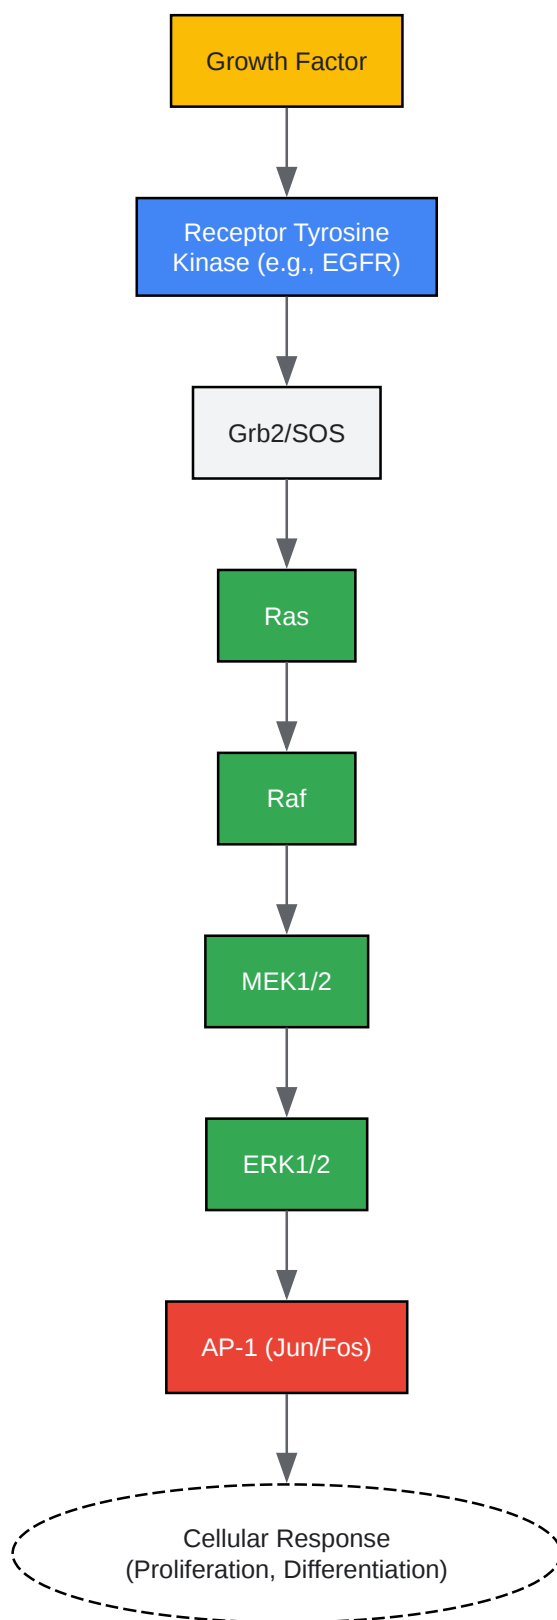 Growth Factor
Receptor Tyrosine
Kinase (e.g., EGFR)
Grb2/SOS
Ras
Raf
MEK1/2
ERK1/2
AP-1 (Jun/Fos)
Cellular Response
(Proliferation, Differentiation)